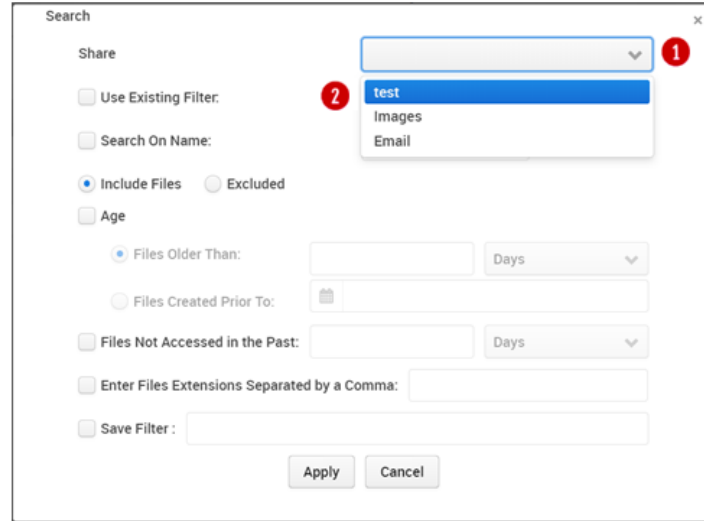 Search
×
Share
1
Use Existing Filter:
2
test
Images
Email
Search On Name:
Include Files
Excluded
Age
Files Older Than:
Days
Files Created Prior To:
Files Not Accessed in the Past:
Days
Enter Files Extensions Separated by a Comma:
Save Filter :
Apply
Cancel